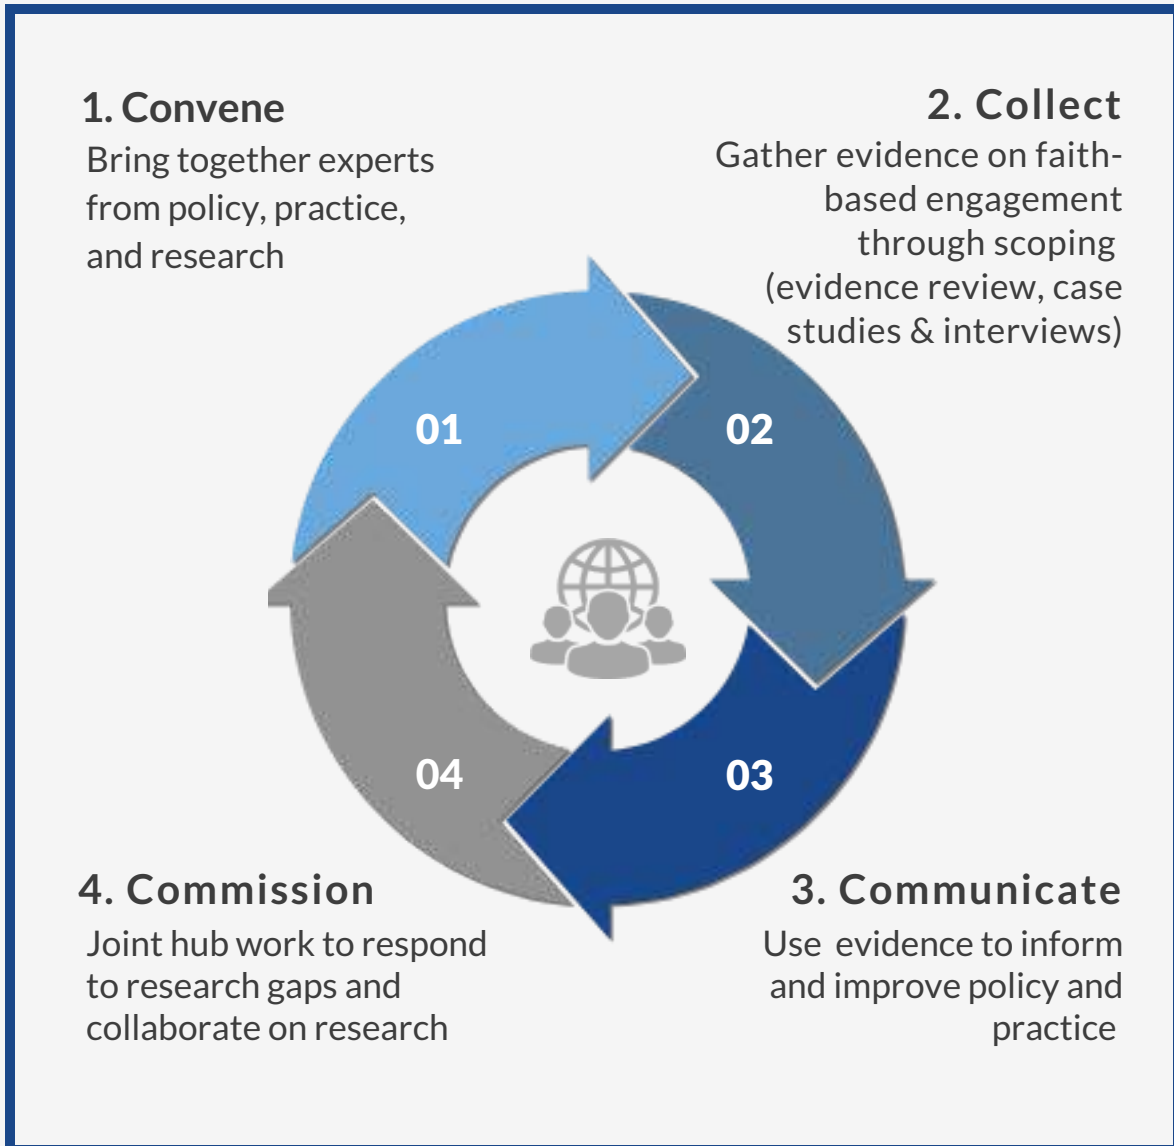 1. Convene
Bring together experts
from policy, practice,
and research
2. Collect
Gather evidence on faith-
based engagement
through scoping
(evidence review, case
studies & interviews)
01
02
04
03
4. Commission
Joint hub work to respond
to research gaps and
collaborate on research
3. Communicate
Use evidence to inform
and improve policy and
practice